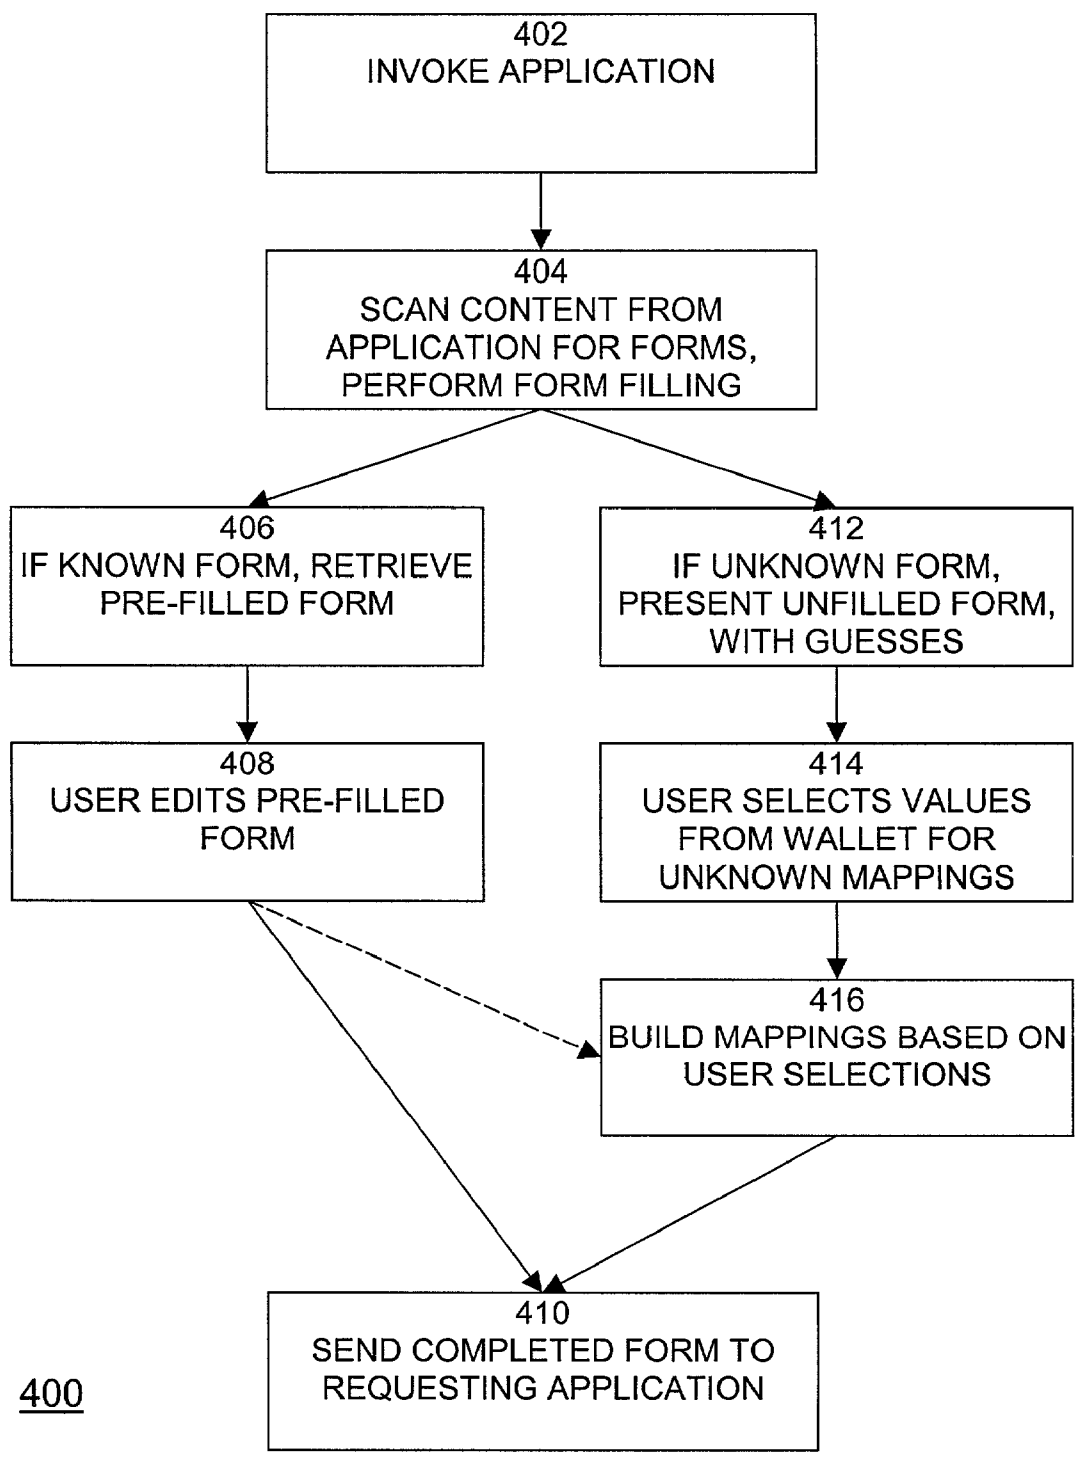 402
INVOKE APPLICATION
404
SCAN CONTENT FROM
APPLICATION FOR FORMS,
PERFORM FORM FILLING
406
IF KNOWN FORM, RETRIEVE
PRE-FILLED FORM
412
IF UNKNOWN FORM,
PRESENT UNFILLED FORM,
WITH GUESSES
408
USER EDITS PRE-FILLED
FORM
414
USER SELECTS VALUES
FROM WALLET FOR
UNKNOWN MAPPINGS
416
BUILD MAPPINGS BASED ON
USER SELECTIONS
410
SEND COMPLETED FORM TO
REQUESTING APPLICATION
400